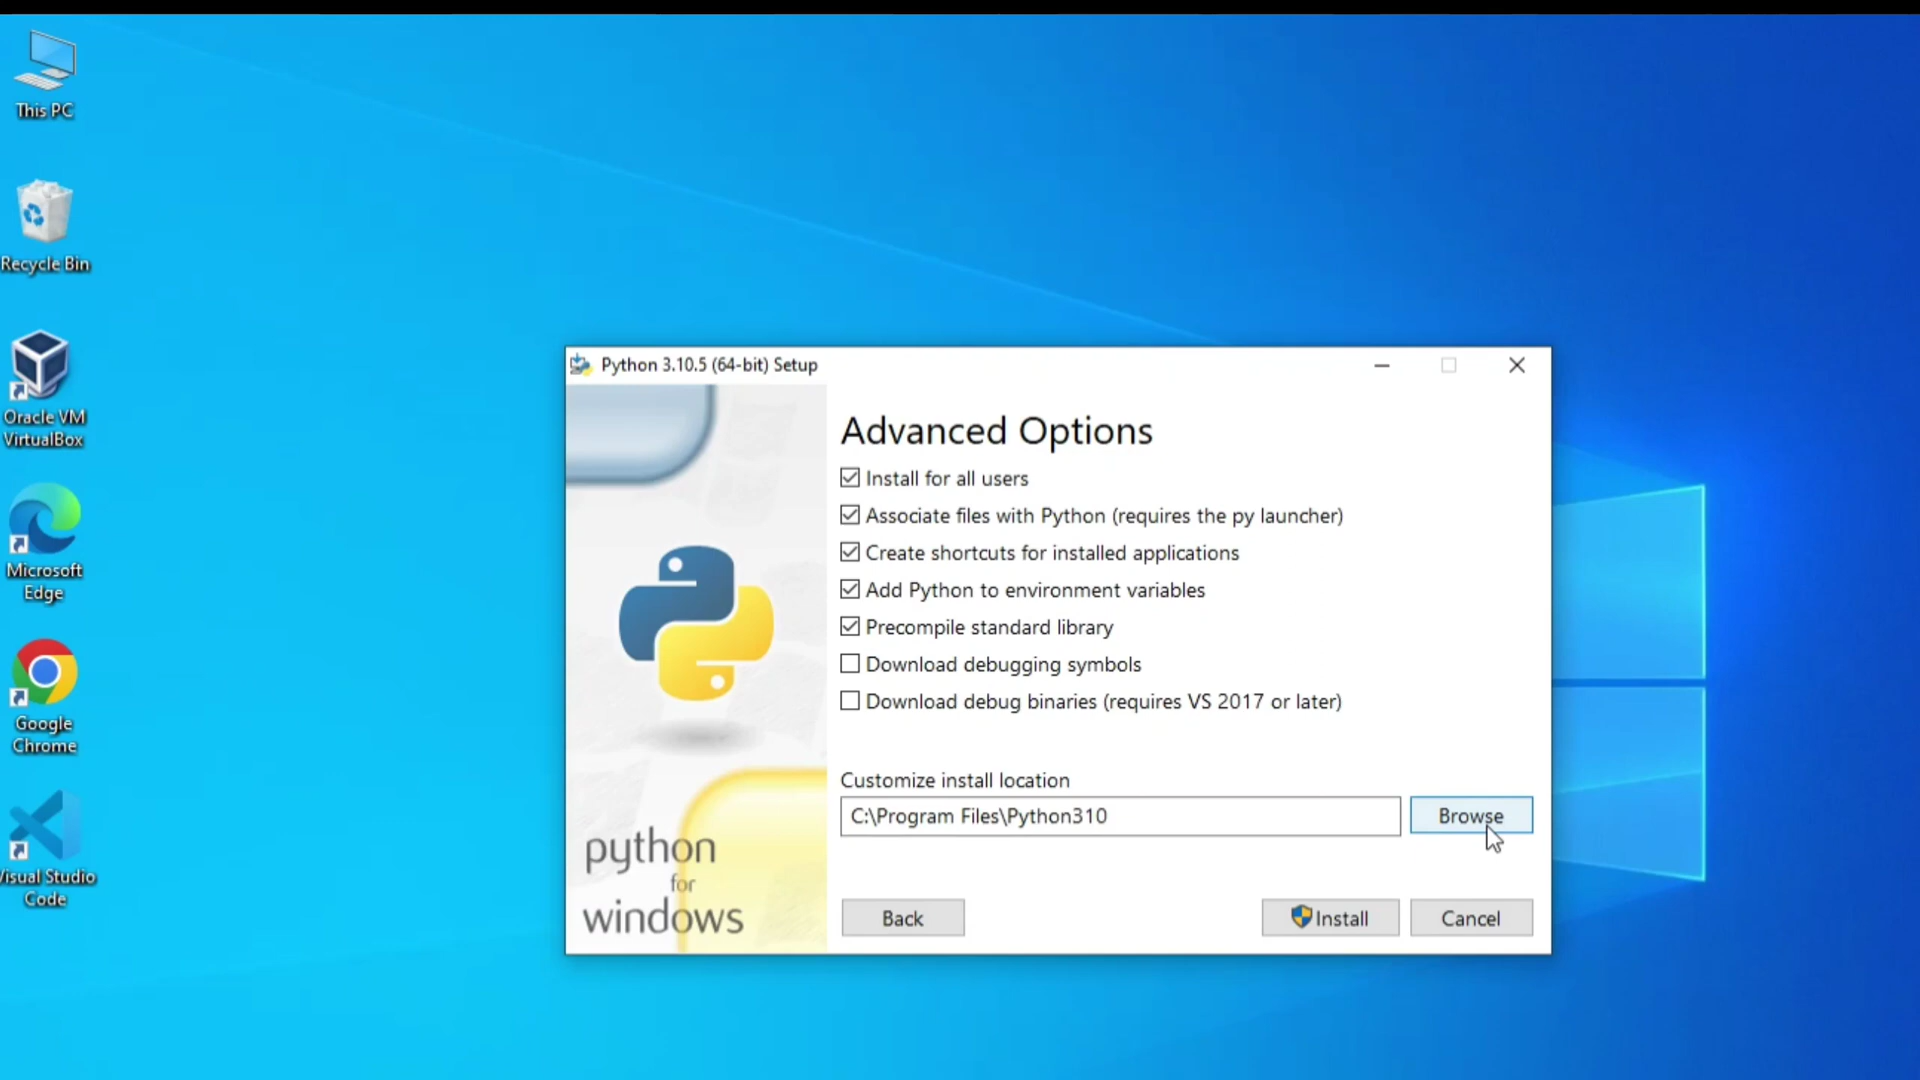 This PC
Recycle Bin
Oracle VM
VirtualBox
Microsoft
Edge
Google
Chrome
Visual Studio
Code
Python 3.10.5 (64-bit) Setup
Advanced Options
Install for all users
Associate files with Python (requires the py launcher)
Create shortcuts for installed applications
Add Python to environment variables
Precompile standard library
Download debugging symbols
Download debug binaries (requires VS 2017 or later)
Customize install location
C:\Program Files\Python310
Browse
python
for
windows
Back
Install
Cancel